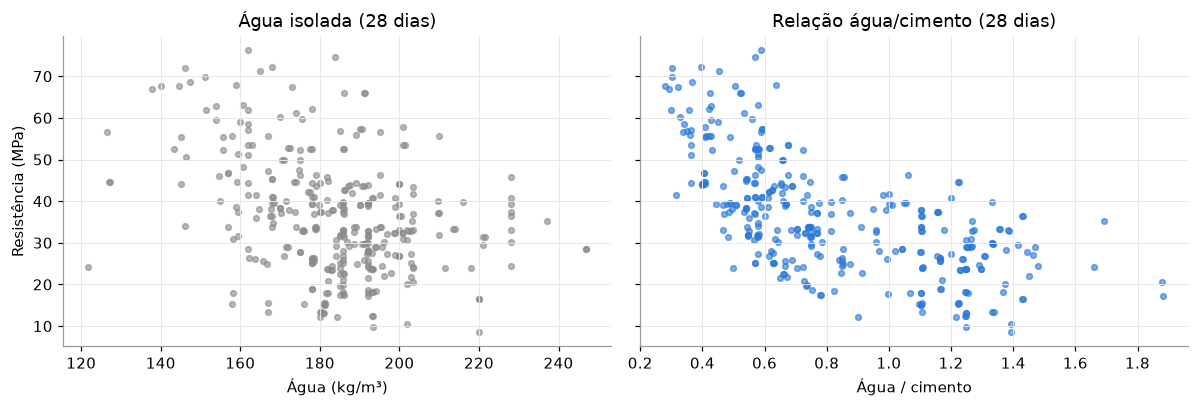 Água isolada (28 dias)
Relação água/cimento (28 dias)
Resistência (MPa)
70
60
50
40
30
20
10
120 140 160 180 200 220 240
0.2 0.4 0.6 0.8 1.0 1.2 1.4 1.6 1.8
Água (kg/m³)
Água / cimento